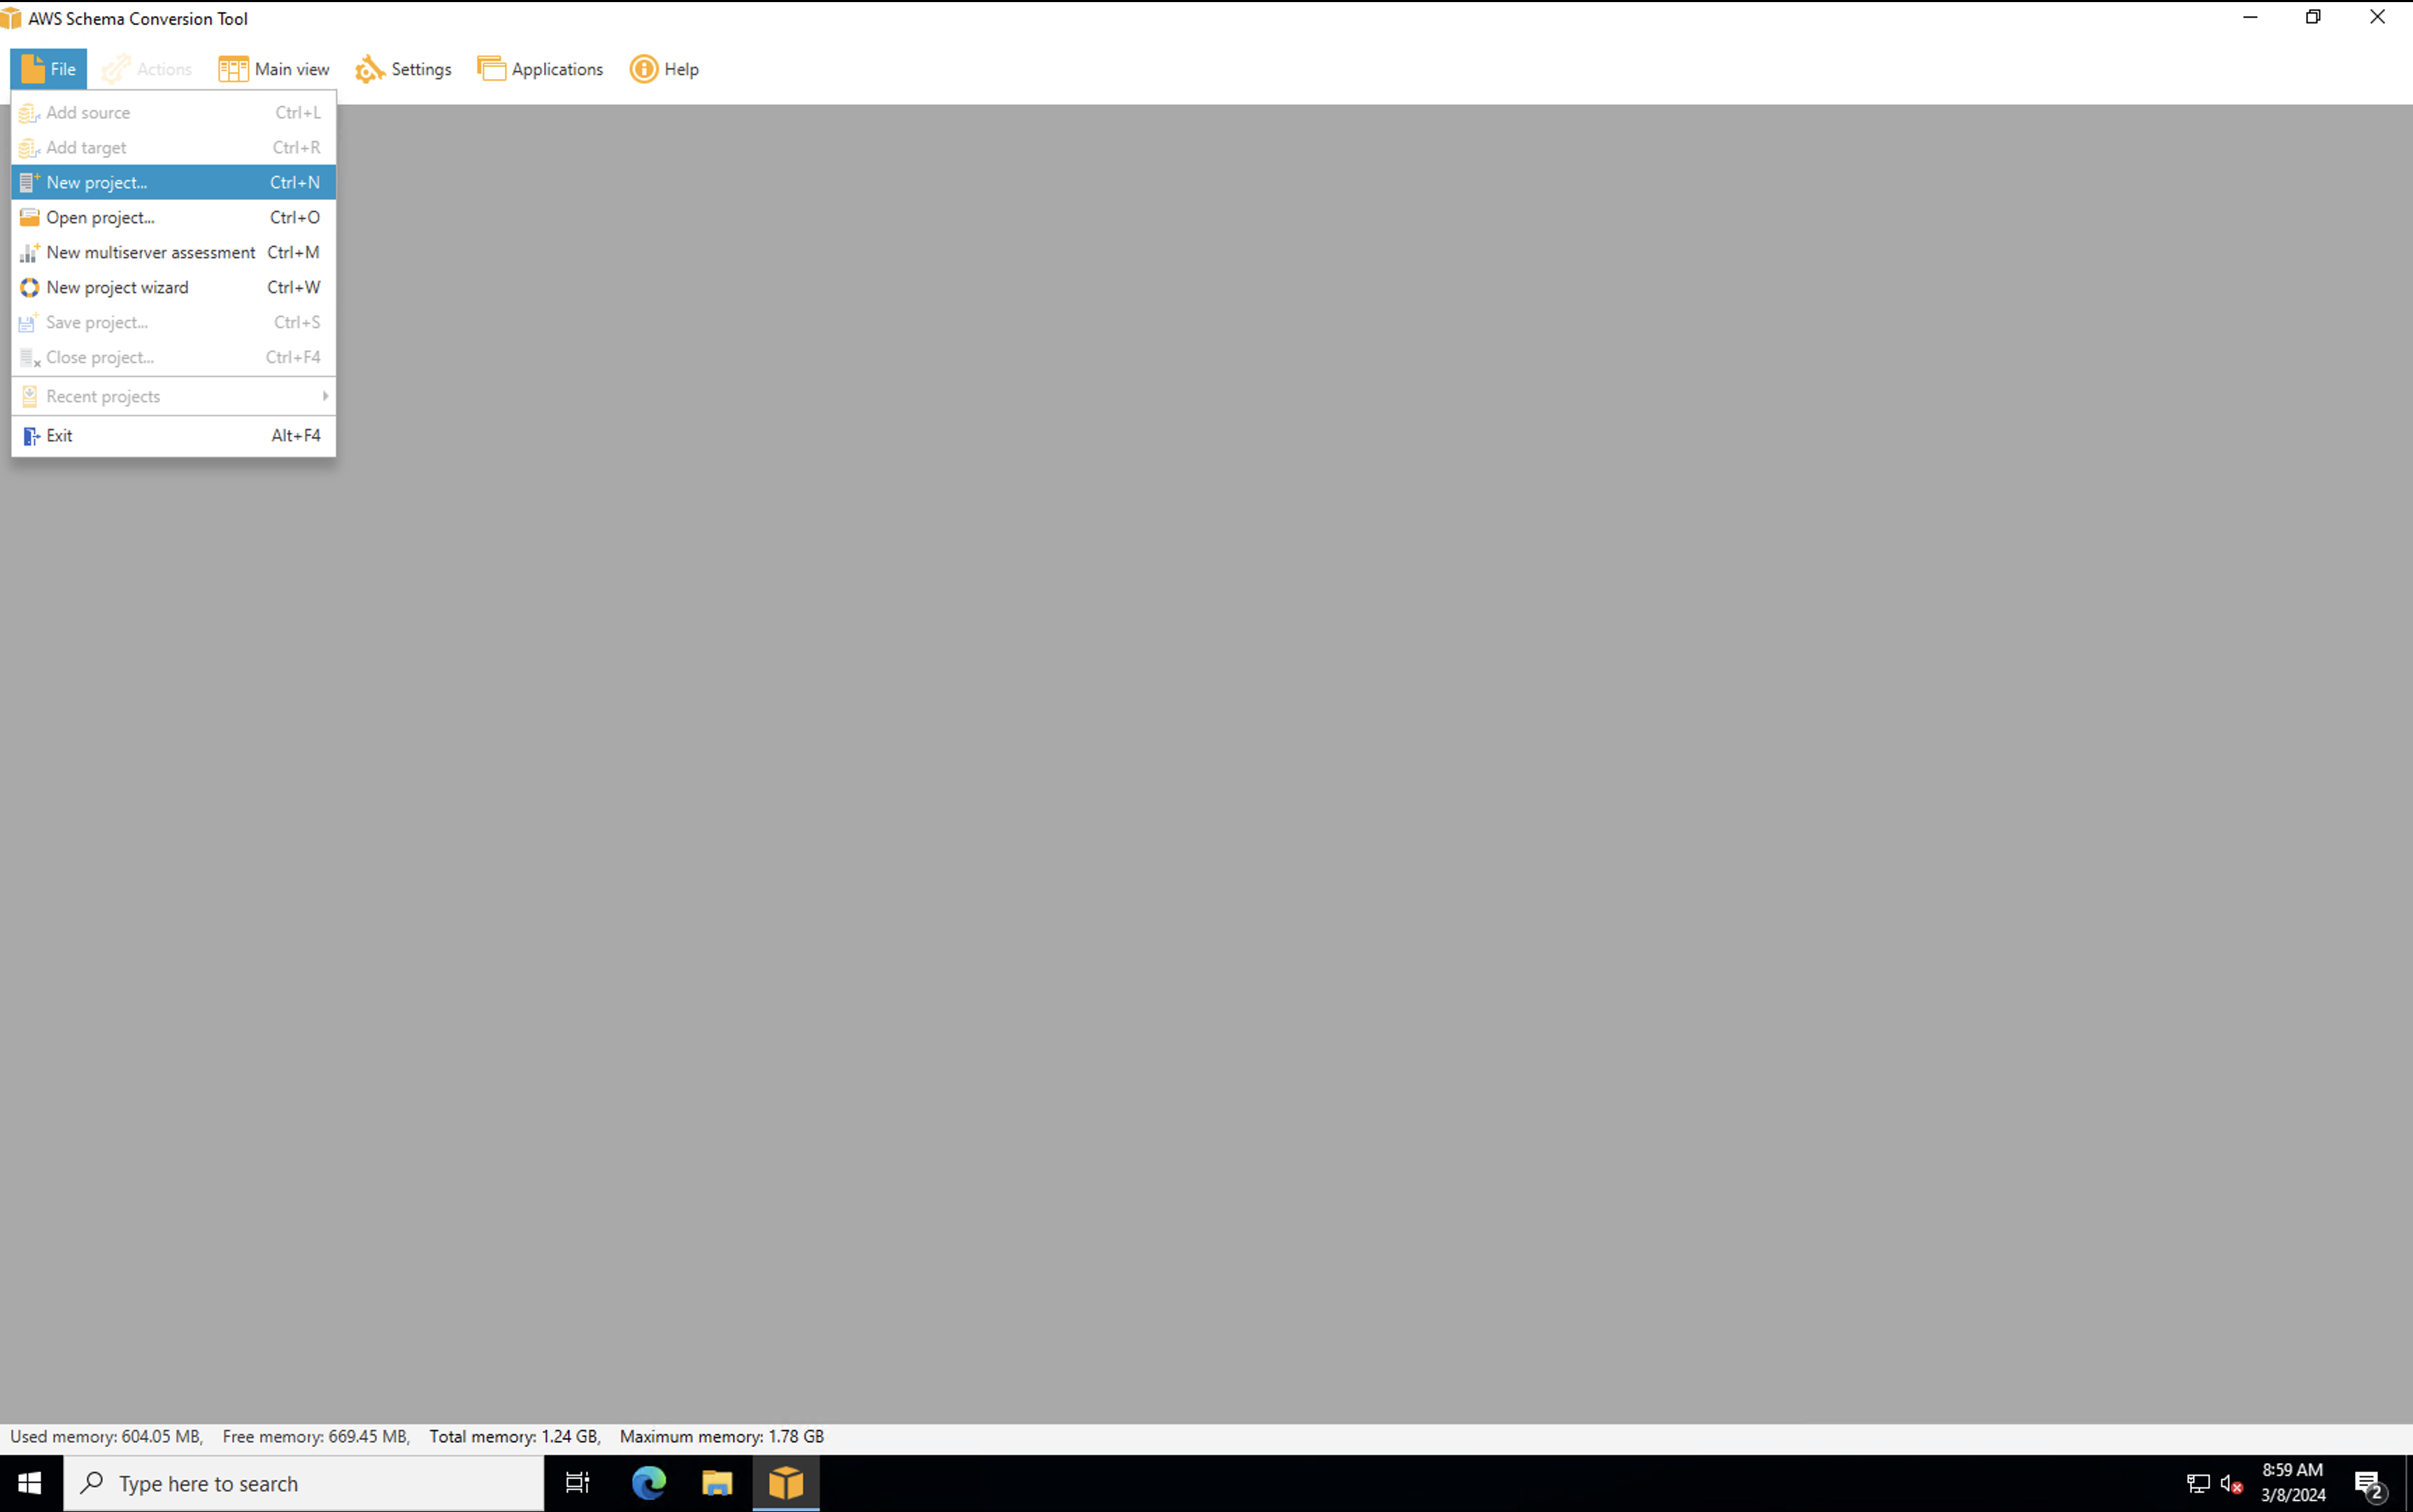 AWS Schema Conversion Tool
File Actions Main view Settings Applications Help
Add source Ctrl+L
Add target Ctrl+R
New project... Ctrl+N
Open project... Ctrl+O
New multiserver assessment Ctrl+M
New project wizard Ctrl+W
Save project... Ctrl+S
Close project... Ctrl+F4
Recent projects
Exit Alt+F4
Used memory: 604.05 MB, Free memory: 669.45 MB, Total memory: 1.24 GB, Maximum memory: 1.78 GB
Type here to search
8:59 AM
3/8/2024
2